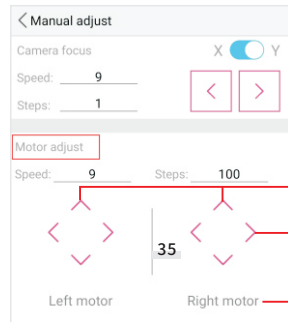 Manual adjust
Camera focus X Y
Speed: 9
Steps: 1
Motor adjust
Speed: 9 Steps: 100
35
Left motor Right motor